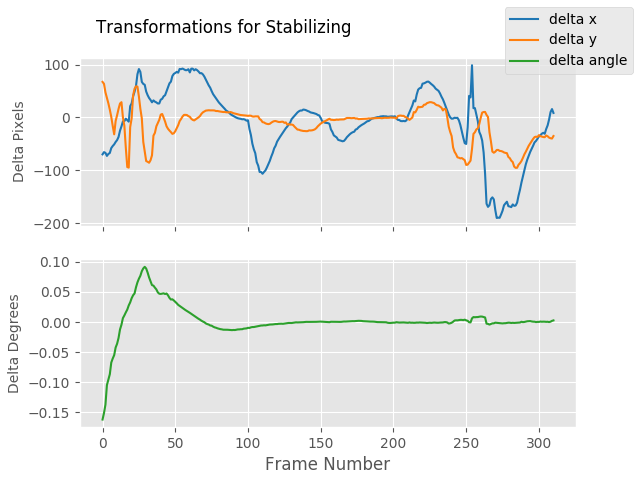 Transformations for Stabilizing
delta x
delta y
delta angle
100
0
−100
−200
Delta Pixels
0.10
0.05
0.00
−0.05
−0.10
−0.15
Delta Degrees
0 50 100 150 200 250 300
Frame Number